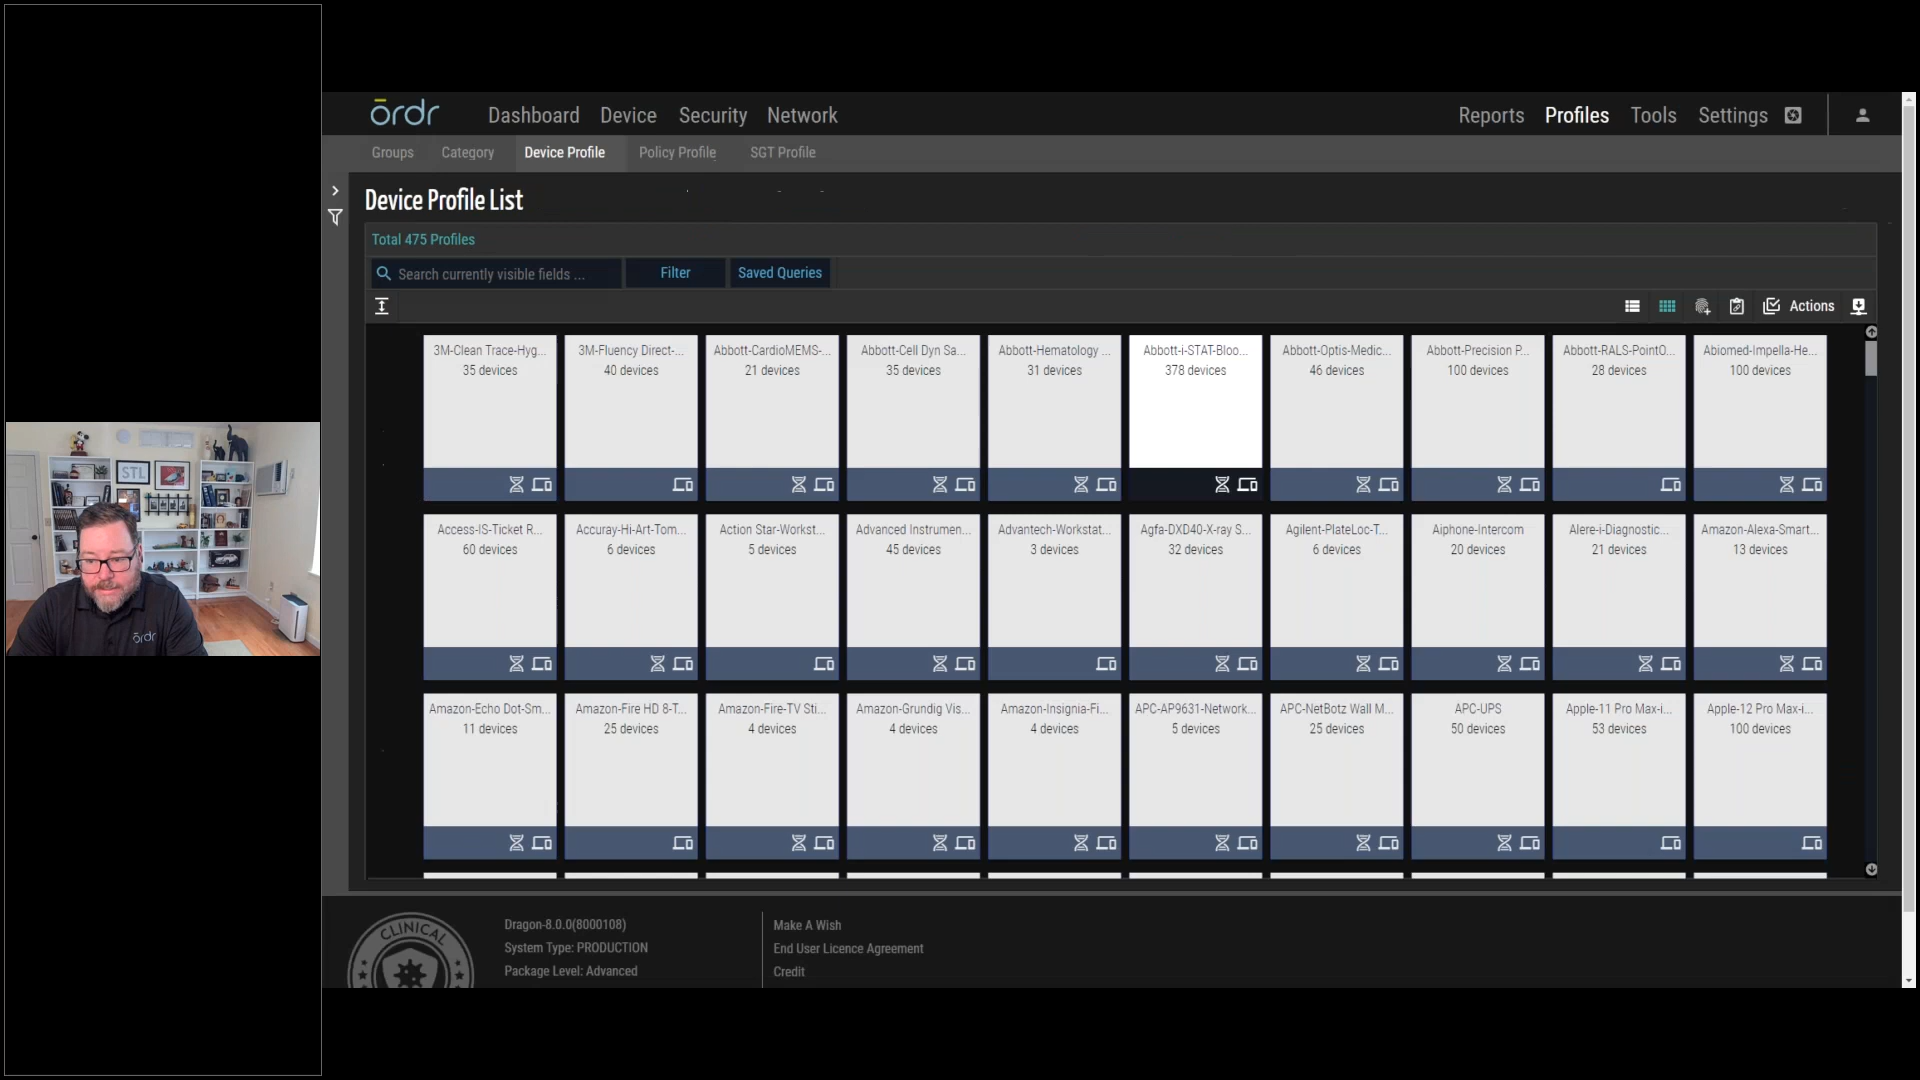 ordr
Dashboard Device Security Network
Reports Profiles Tools Settings
Groups Category Device Profile Policy Profile SGT Profile
Device Profile List
Total 475 Profiles
Search currently visible fields ...
Filter
Saved Queries
Actions
3M-Clean Trace-Hyg...
35 devices
3M-Fluency Direct-...
40 devices
Abbott-CardioMEMS-...
21 devices
Abbott-Cell Dyn Sa...
35 devices
Abbott-Hematology ...
31 devices
Abbott-i-STAT-Bloo...
378 devices
Abbott-Optis-Medic...
46 devices
Abbott-Precision P...
100 devices
Abbott-RALS-PointO...
28 devices
Abiomed-Impella-He...
100 devices
Access-IS-Ticket R...
60 devices
Accuray-Hi-Art-Tom...
6 devices
Action Star-Workst...
5 devices
Advanced Instrumen...
45 devices
Advantech-Workstat...
3 devices
Agfa-DXD40-X-ray S...
32 devices
Agilent-PlateLoc-T...
6 devices
Aiphone-Intercom
20 devices
Alere-i-Diagnostic...
21 devices
Amazon-Alexa-Smart...
13 devices
Amazon-Echo Dot-Sm...
11 devices
Amazon-Fire HD 8-T...
25 devices
Amazon-Fire-TV Sti...
4 devices
Amazon-Grundig Vis...
4 devices
Amazon-Insignia-Fi...
4 devices
APC-AP9631-Network...
5 devices
APC-NetBotz Wall M...
25 devices
APC-UPS
50 devices
Apple-11 Pro Max-i...
53 devices
Apple-12 Pro Max-i...
100 devices
CLINICAL
Dragon-8.0.0(8000108)
System Type: PRODUCTION
Package Level: Advanced
Make A Wish
End User Licence Agreement
Credit
STL
ordr